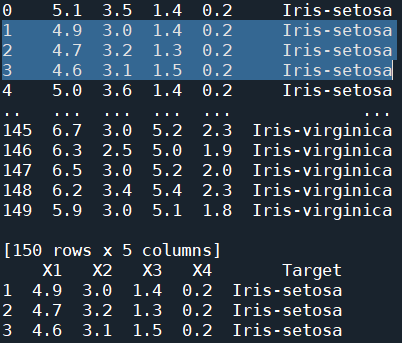 0    5.1  3.5  1.4  0.2     Iris-setosa
1    4.9  3.0  1.4  0.2     Iris-setosa
2    4.7  3.2  1.3  0.2     Iris-setosa
3    4.6  3.1  1.5  0.2     Iris-setosa
4    5.0  3.6  1.4  0.2     Iris-setosa
..   ...  ...  ...  ...             ...
145  6.7  3.0  5.2  2.3  Iris-virginica
146  6.3  2.5  5.0  1.9  Iris-virginica
147  6.5  3.0  5.2  2.0  Iris-virginica
148  6.2  3.4  5.4  2.3  Iris-virginica
149  5.9  3.0  5.1  1.8  Iris-virginica
[150 rows x 5 columns]
    X1   X2   X3   X4       Target
1  4.9  3.0  1.4  0.2  Iris-setosa
2  4.7  3.2  1.3  0.2  Iris-setosa
3  4.6  3.1  1.5  0.2  Iris-setosa